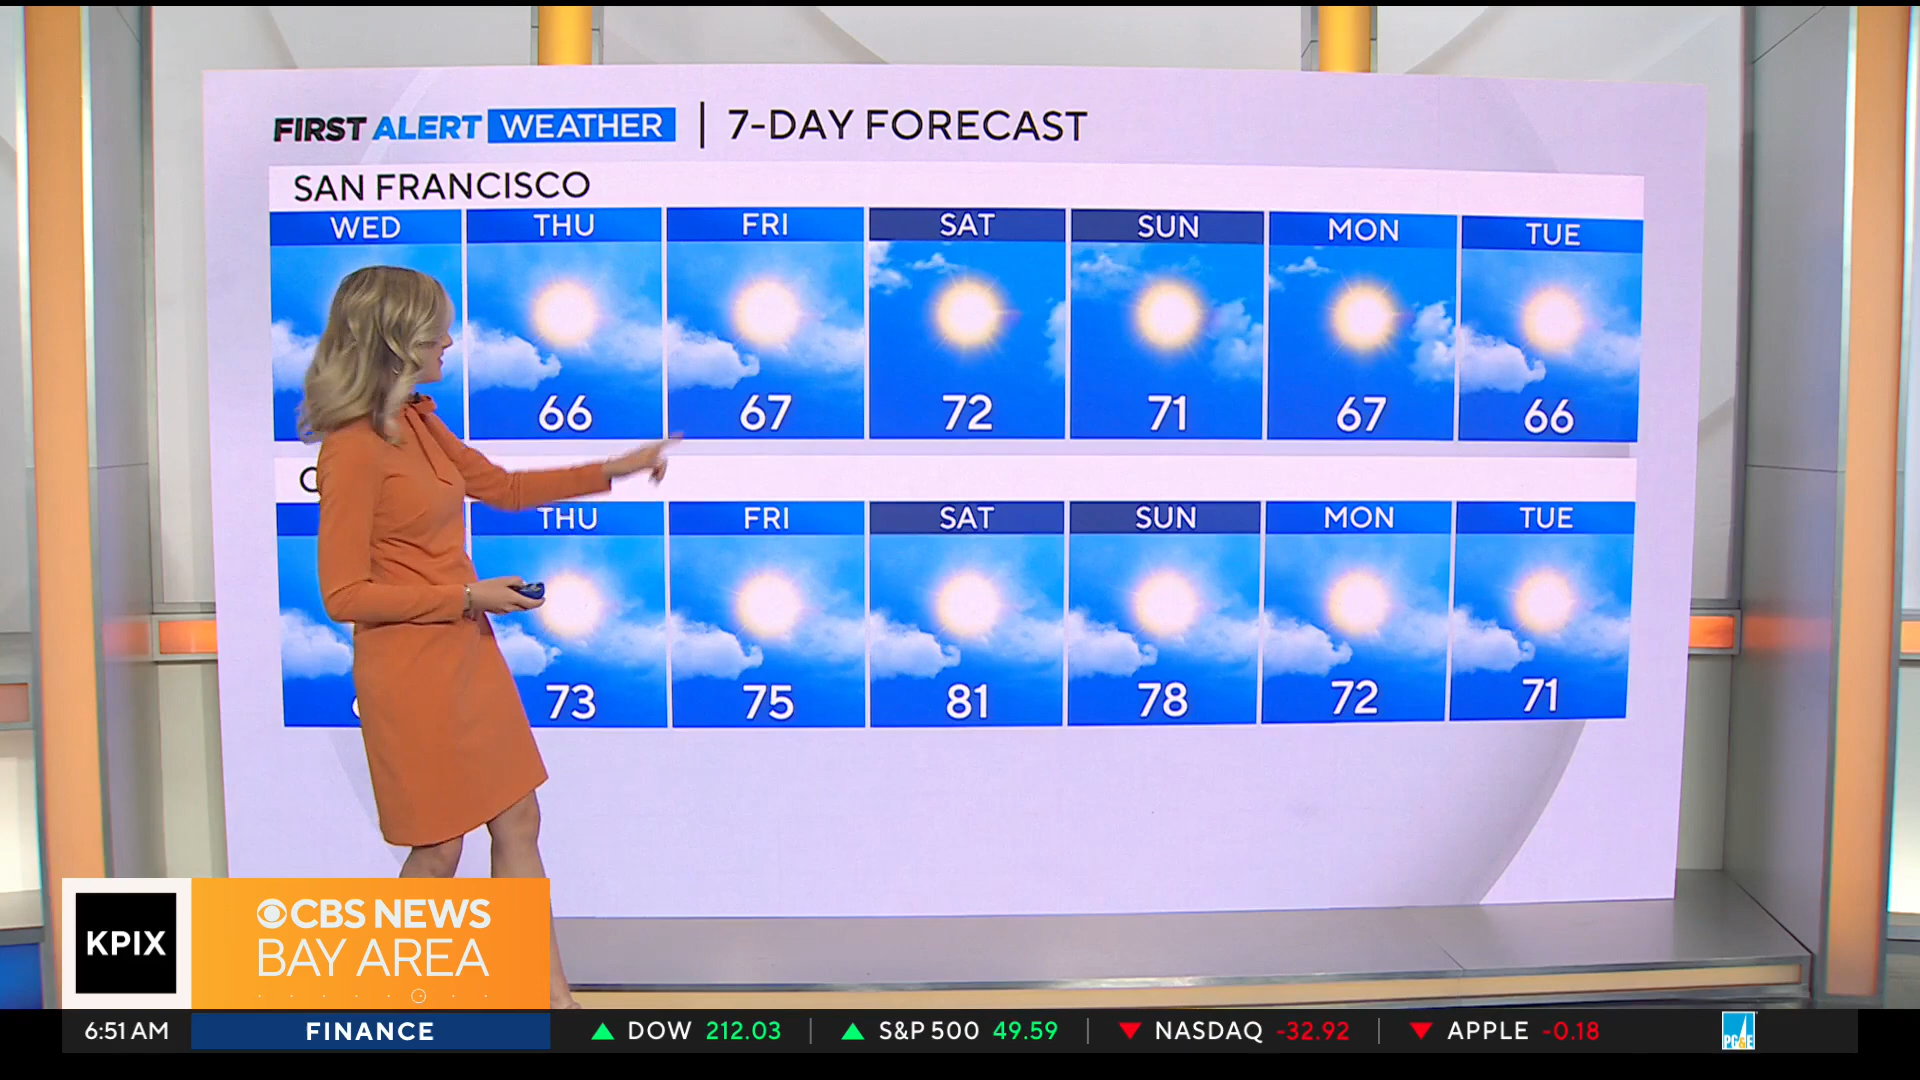 FIRST ALERT WEATHER | 7-DAY FORECAST
SAN FRANCISCO
WED THU FRI SAT SUN MON TUE
66 67 72 71 67 66
THU FRI SAT SUN MON TUE
73 75 81 78 72 71
KPIX
CBS NEWS
BAY AREA
6:51 AM FINANCE DOW 212.03 | S&P 500 49.59 | NASDAQ -32.92 | APPLE -0.18 PG&E